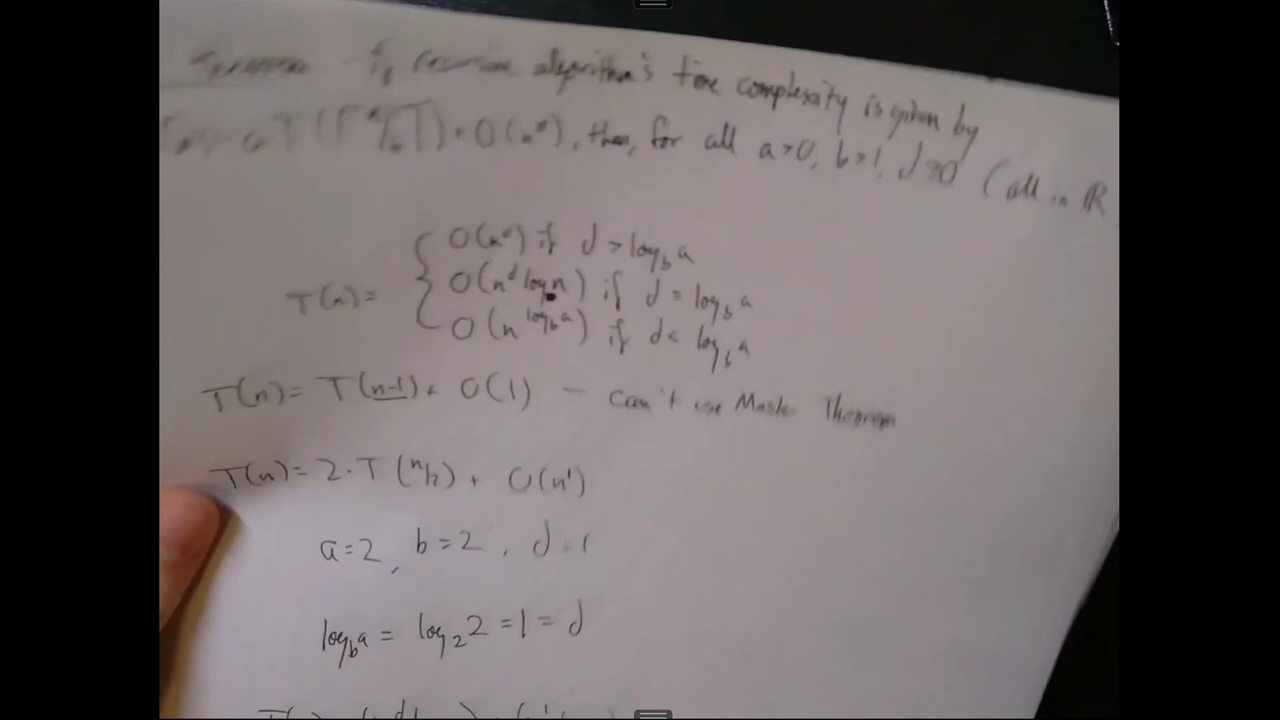 If recursive algorithm's time complexity is given by
T(n) = aT(⌈n/b⌉) + O(n^d), then, for all a>0, b>1, d≥0 (all in ℝ
T(n) = { O(n^d) if d > log_b a
O(n^d log n) if d = log_b a
O(n^{log_b a}) if d < log_b a
T(n) = T(n-1) + O(1) – can't use Master Theorem
T(n) = 2·T(n/2) + O(n^1)
a=2, b=2, d=1
log_b a = log_2 2 = 1 = d